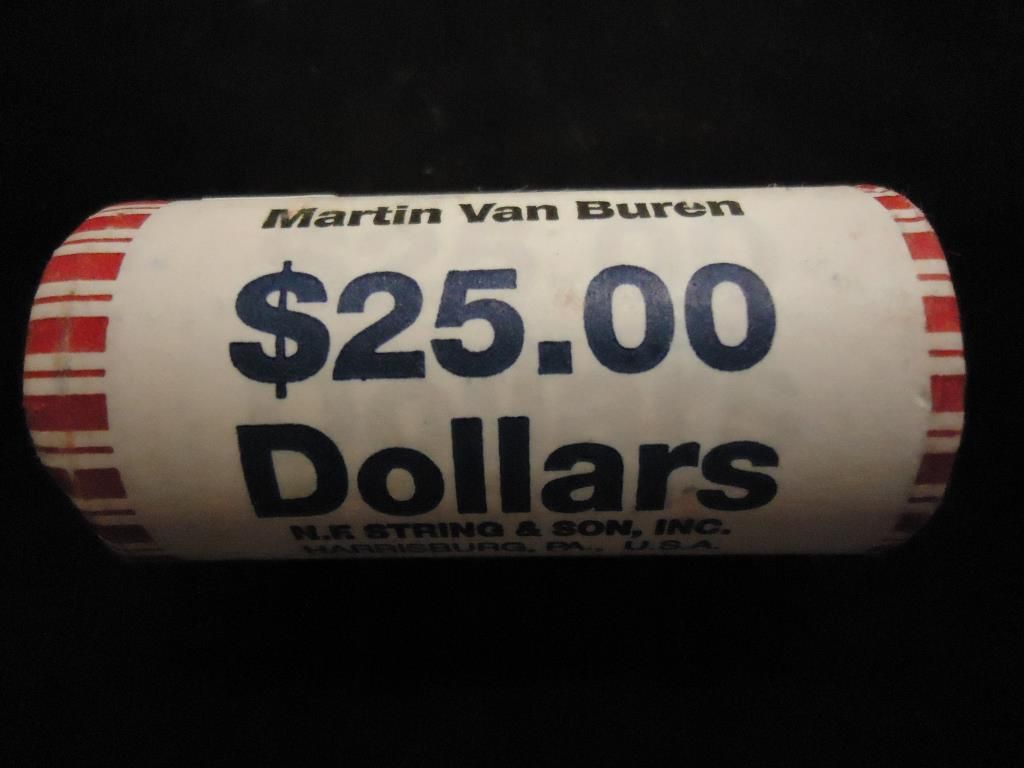 Martin Van Buren
$25.00
Dollars
N.F. STRING & SON, INC.
HARRISBURG, PA., U.S.A.